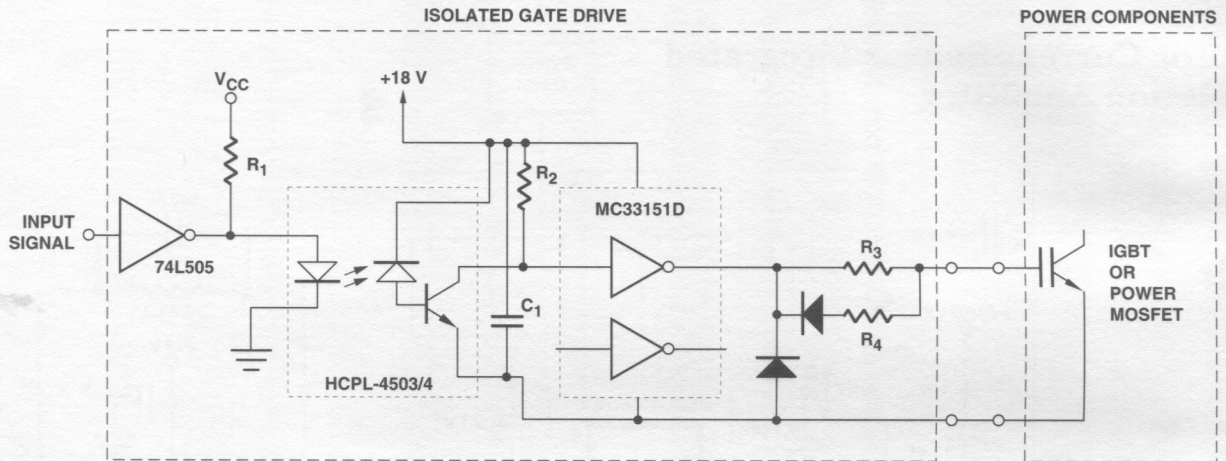 ISOLATED GATE DRIVE
POWER COMPONENTS
VCC
+18 V
R1
R2
MC33151D
INPUT
SIGNAL
74L505
R3
C1
R4
IGBT
OR
POWER
MOSFET
HCPL-4503/4